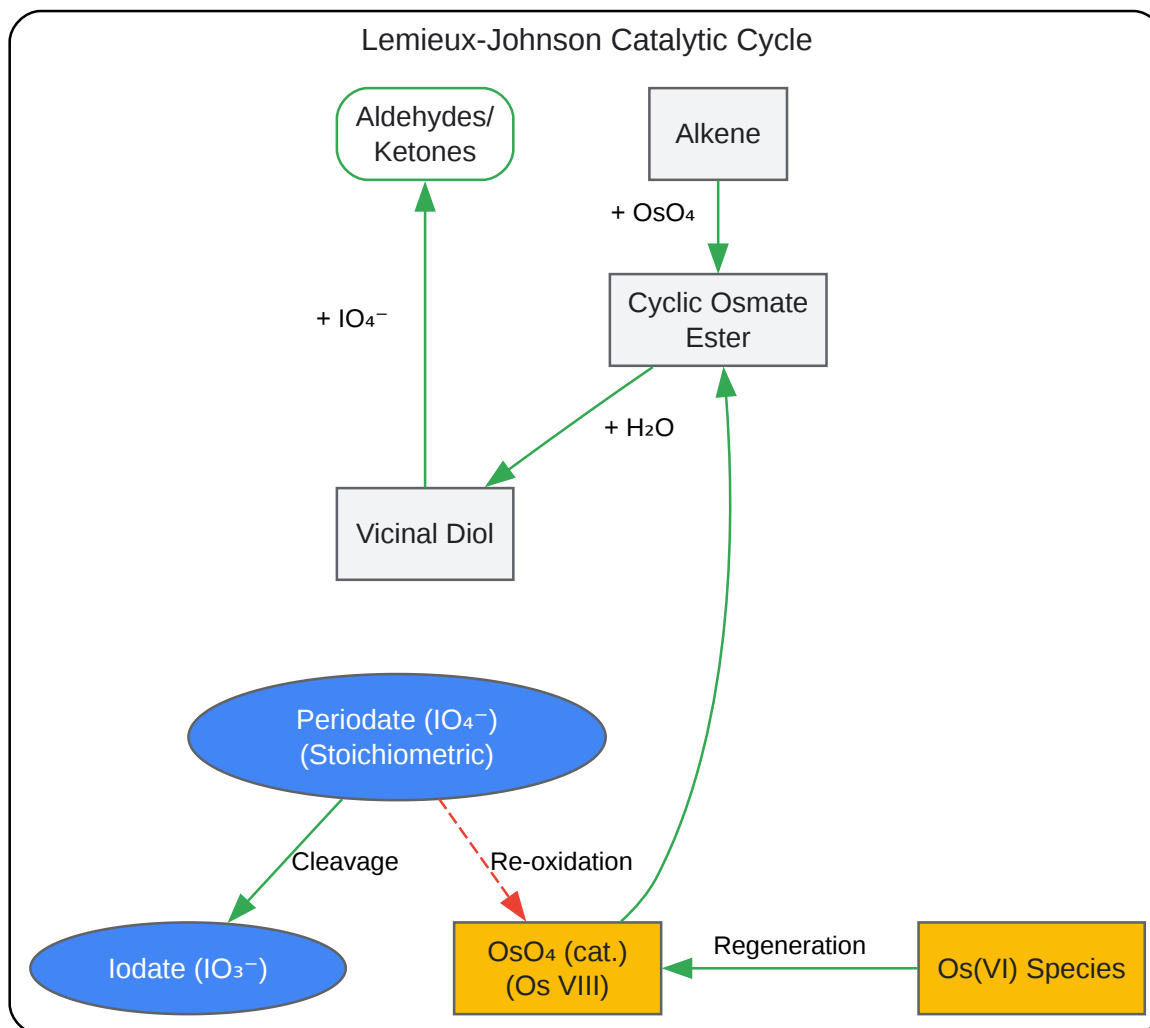 Lemieux-Johnson Catalytic Cycle
Aldehydes/
Ketones
Alkene
+ OsO₄
Cyclic Osmate
Ester
+ IO₄⁻
+ H₂O
Vicinal Diol
Periodate (IO₄⁻)
(Stoichiometric)
Cleavage
Re-oxidation
Iodate (IO₃⁻)
OsO₄ (cat.)
(Os VIII)
Regeneration
Os(VI) Species